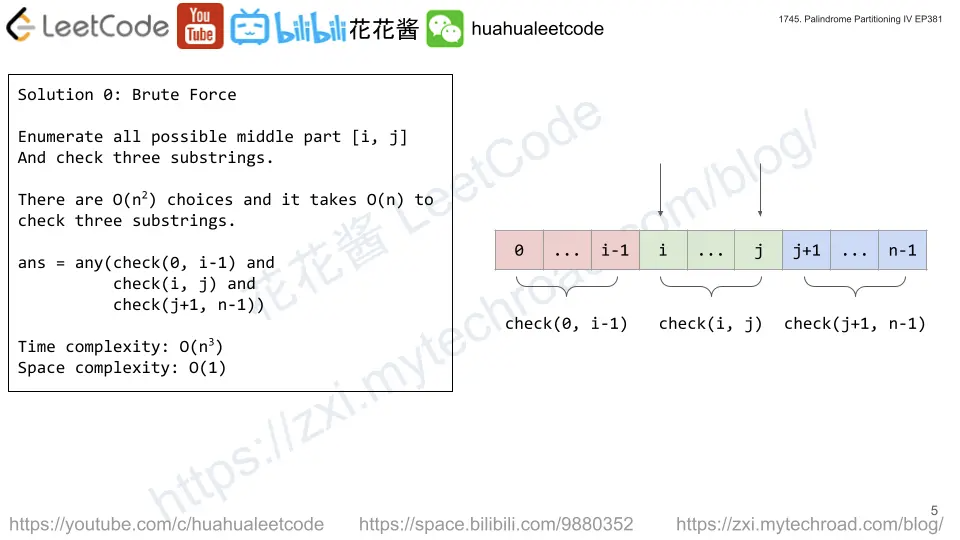 LeetCode You Tube bilibili 花花酱 huahualeetcode
1745. Palindrome Partitioning IV EP381
Solution 0: Brute Force
Enumerate all possible middle part [i, j]
And check three substrings.
There are O(n²) choices and it takes O(n) to
check three substrings.
ans = any(check(0, i-1) and
check(i, j) and
check(j+1, n-1))
Time complexity: O(n³)
Space complexity: O(1)
0 ... i-1 i ... j j+1 ... n-1
check(0, i-1) check(i, j) check(j+1, n-1)
花花酱 LeetCode
https://zxi.mytechroad.com/blog/
5
https://youtube.com/c/huahualeetcode https://space.bilibili.com/9880352 https://zxi.mytechroad.com/blog/